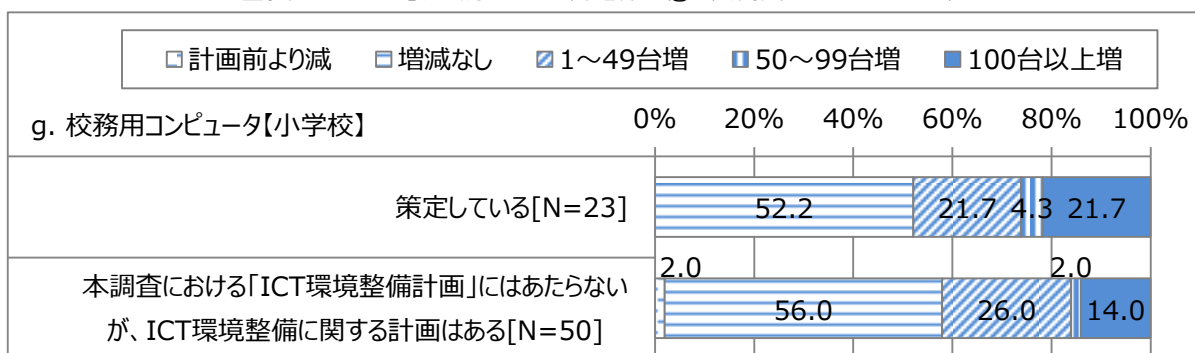 計画前より減 増減なし 1～49台増 50～99台増 100台以上増
g. 校務用コンピュータ【小学校】 0% 20% 40% 60% 80% 100%
策定している[N=23] 52.2 21.7 4.3 21.7
2.0 2.0
本調査における「ICT環境整備計画」にはあたらない
が、ICT環境整備に関する計画はある[N=50] 56.0 26.0 14.0